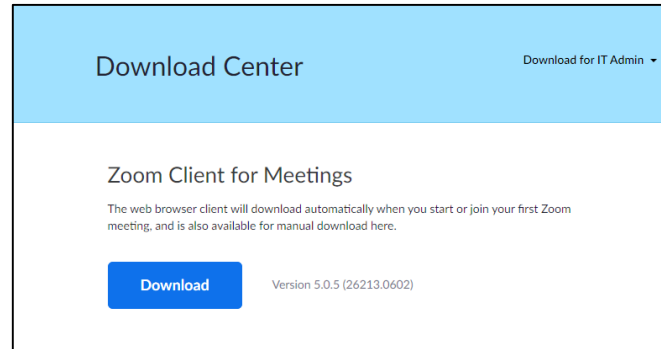 Download Center
Download for IT Admin
Zoom Client for Meetings
The web browser client will download automatically when you start or join your first Zoom
meeting, and is also available for manual download here.
Download
Version 5.0.5 (26213.0602)